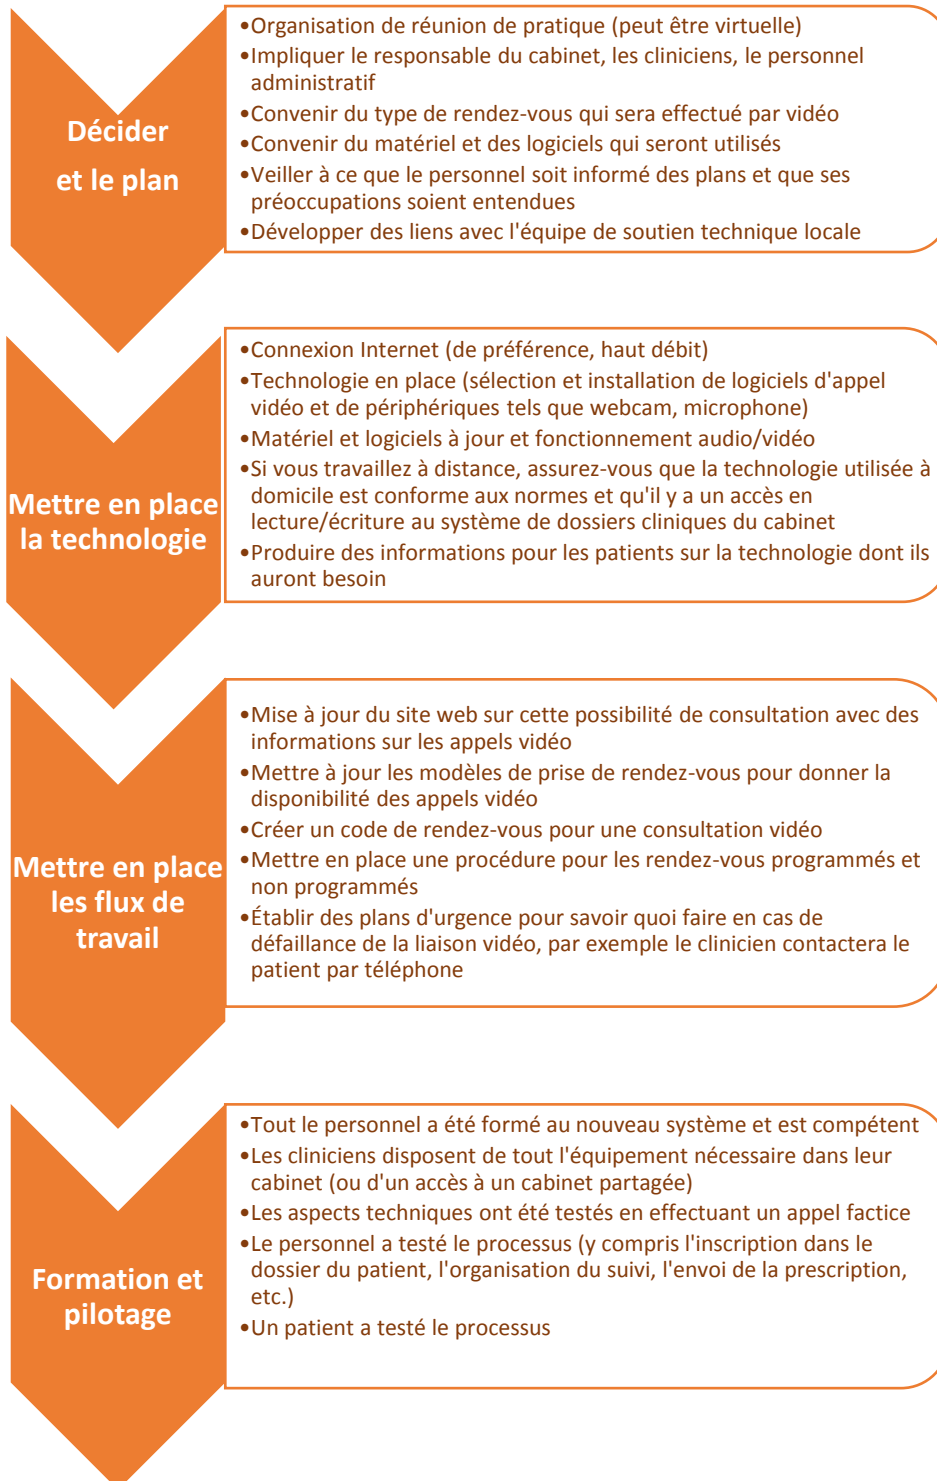 Décider
et le plan
•Organisation de réunion de pratique (peut être virtuelle)
•Impliquer le responsable du cabinet, les cliniciens, le personnel
administratif
•Convenir du type de rendez-vous qui sera effectué par vidéo
•Convenir du matériel et des logiciels qui seront utilisés
•Veiller à ce que le personnel soit informé des plans et que ses
préoccupations soient entendues
•Développer des liens avec l'équipe de soutien technique locale
Mettre en place
la technologie
•Connexion Internet (de préférence, haut débit)
•Technologie en place (sélection et installation de logiciels d'appel
vidéo et de périphériques tels que webcam, microphone)
•Matériel et logiciels à jour et fonctionnement audio/vidéo
•Si vous travaillez à distance, assurez-vous que la technologie utilisée à
domicile est conforme aux normes et qu'il y a un accès en
lecture/écriture au système de dossiers cliniques du cabinet
•Produire des informations pour les patients sur la technologie dont ils
auront besoin
Mettre en place
les flux de
travail
•Mise à jour du site web sur cette possibilité de consultation avec des
informations sur les appels vidéo
•Mettre à jour les modèles de prise de rendez-vous pour donner la
disponibilité des appels vidéo
•Créer un code de rendez-vous pour une consultation vidéo
•Mettre en place une procédure pour les rendez-vous programmés et
non programmés
•Établir des plans d'urgence pour savoir quoi faire en cas de
défaillance de la liaison vidéo, par exemple le clinicien contactera le
patient par téléphone
Formation et
pilotage
•Tout le personnel a été formé au nouveau système et est compétent
•Les cliniciens disposent de tout l'équipement nécessaire dans leur
cabinet (ou d'un accès à un cabinet partagée)
•Les aspects techniques ont été testés en effectuant un appel factice
•Le personnel a testé le processus (y compris l'inscription dans le
dossier du patient, l'organisation du suivi, l'envoi de la prescription,
etc.)
•Un patient a testé le processus